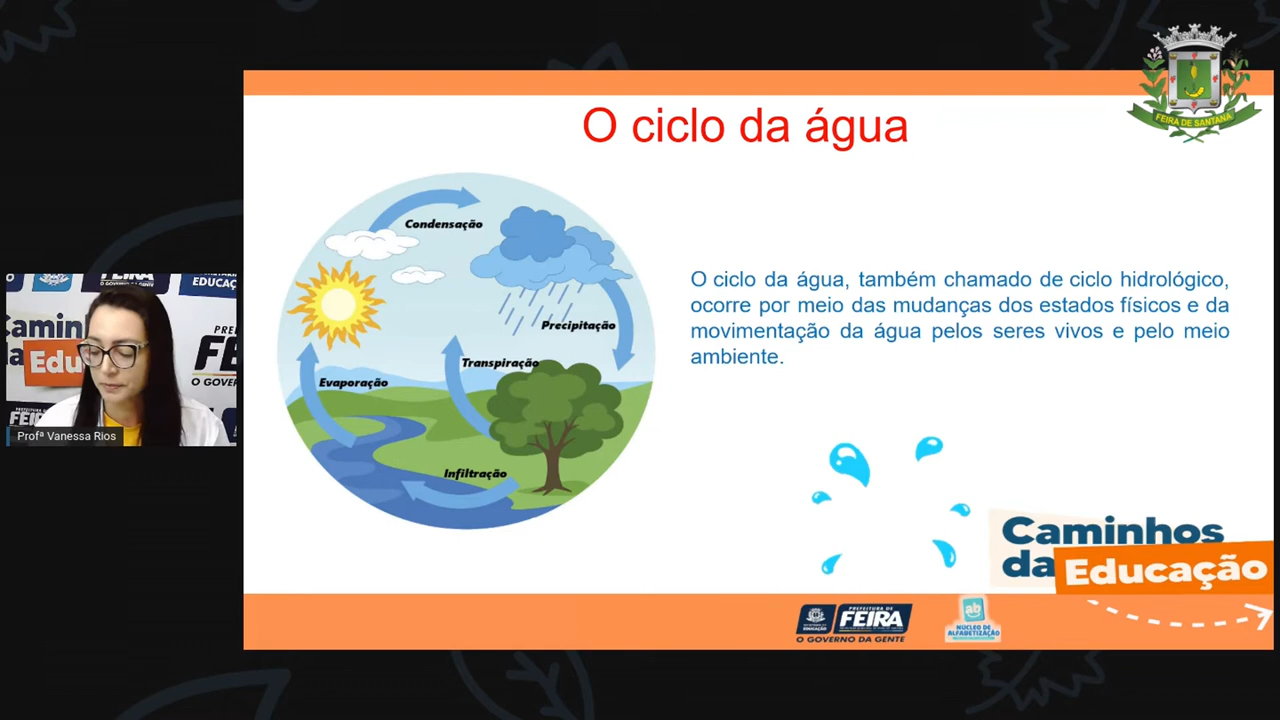 FEIRA DE SANTANA
O ciclo da água
Condensação
Precipitação
Transpiração
Evaporação
Infiltração
O ciclo da água, também chamado de ciclo hidrológico,
ocorre por meio das mudanças dos estados físicos e da
movimentação da água pelos seres vivos e pelo meio
ambiente.
Profª Vanessa Rios
Caminhos
da Educação
PREFEITURA DE
FEIRA
O GOVERNO DA GENTE
ab
NÚCLEO DE
ALFABETIZAÇÃO